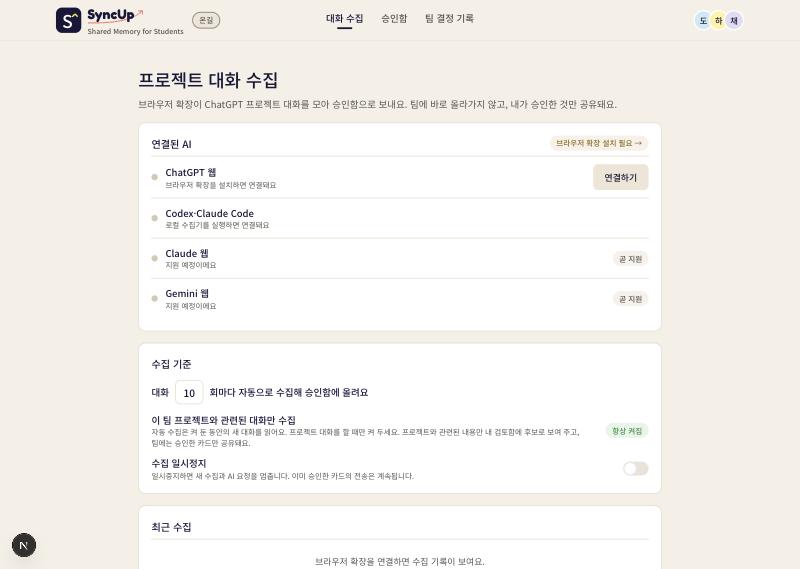 SyncUp
Shared Memory for Students
온길
대화 수집
승인함
팀 결정 기록
도
하
채
프로젝트 대화 수집
브라우저 확장이 ChatGPT 프로젝트 대화를 모아 승인함으로 보내요. 팀에 바로 올라가지 않고, 내가 승인한 것만 공유돼요.
연결된 AI
브라우저 확장 설치 필요 →
ChatGPT 웹
브라우저 확장을 설치하면 연결돼요
연결하기
Codex·Claude Code
로컬 수집기를 실행하면 연결돼요
Claude 웹
지원 예정이에요
곧 지원
Gemini 웹
지원 예정이에요
곧 지원
수집 기준
대화 10 회마다 자동으로 수집해 승인함에 올려요
이 팀 프로젝트와 관련된 대화만 수집
자동 수집은 켜 둔 동안의 새 대화를 읽어요. 프로젝트 대화를 할 때만 켜 두세요. 프로젝트와 관련된 내용만 내 검토함에 후보로 보여 주고,
팀에는 승인한 카드만 공유돼요.
항상 켜짐
수집 일시정지
일시중지하면 새 수집과 AI 요청을 멈춥니다. 이미 승인한 카드의 전송은 계속됩니다.
최근 수집
브라우저 확장을 연결하면 수집 기록이 보여요.
N